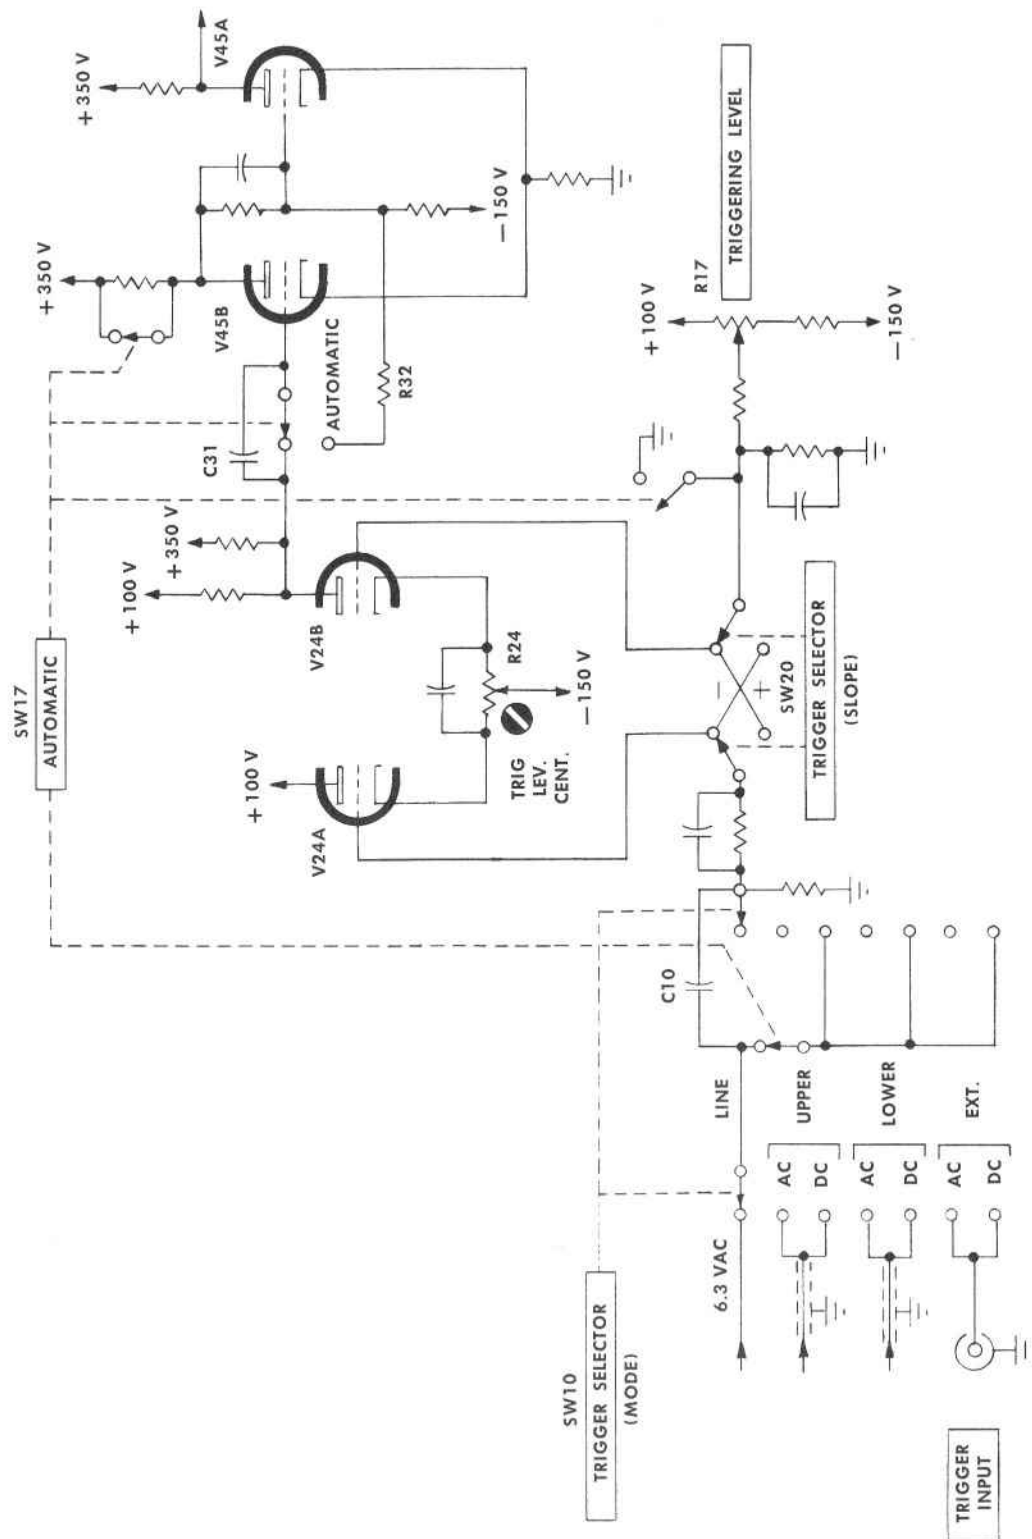 SW17
AUTOMATIC
+350 V
+350 V
V45A
V45B
+100 V
+350 V
C31
AUTOMATIC
R32
−150 V
+100 V
V24A
V24B
R24
TRIG
LEV.
CENT.
−150 V
+100 V
R17
TRIGGERING LEVEL
−150 V
−
+
SW20
TRIGGER SELECTOR
(SLOPE)
C10
SW10
TRIGGER SELECTOR
(MODE)
6.3 VAC
LINE
AC
DC
UPPER
AC
DC
LOWER
AC
DC
EXT.
TRIGGER
INPUT